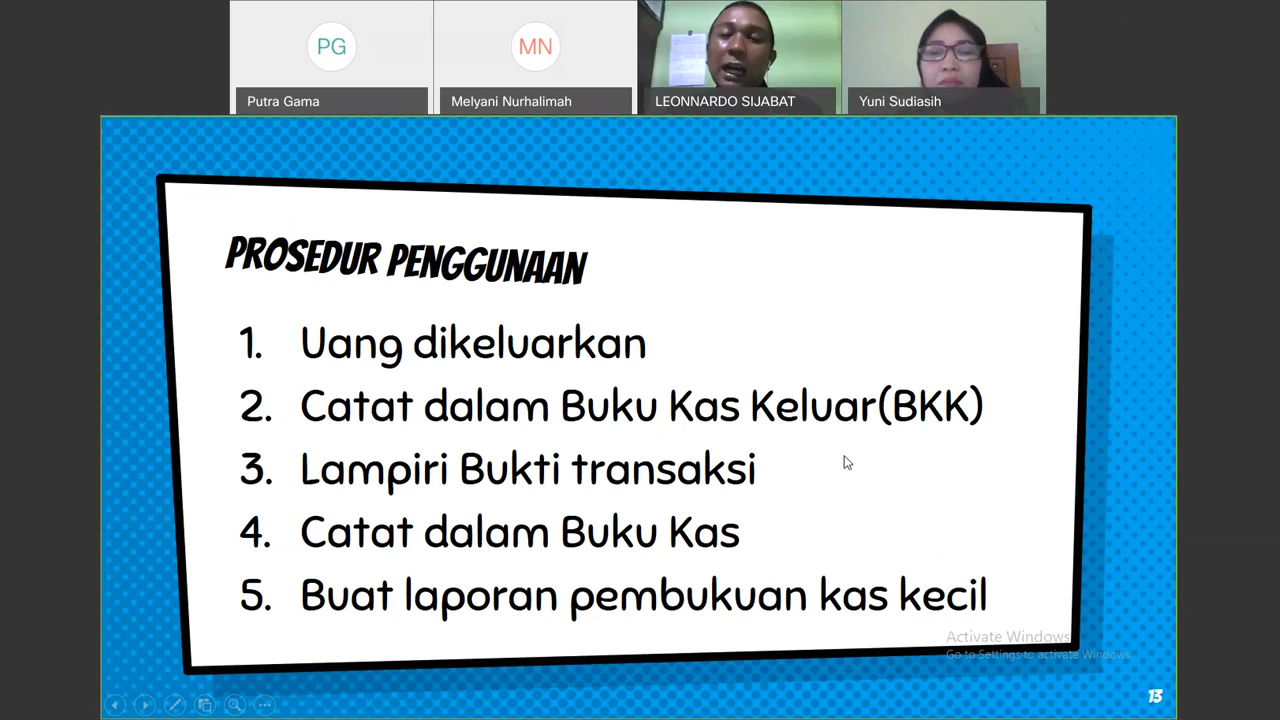 PG
MN
Putra Gama
Melyani Nurhalimah
LEONNARDO SIJABAT
Yuni Sudiasih
PROSEDUR PENGGUNAAN
1. Uang dikeluarkan
2. Catat dalam Buku Kas Keluar(BKK)
3. Lampiri Bukti transaksi
4. Catat dalam Buku Kas
5. Buat laporan pembukuan kas kecil
Activate Windows
Go to Settings to activate Windows.
13